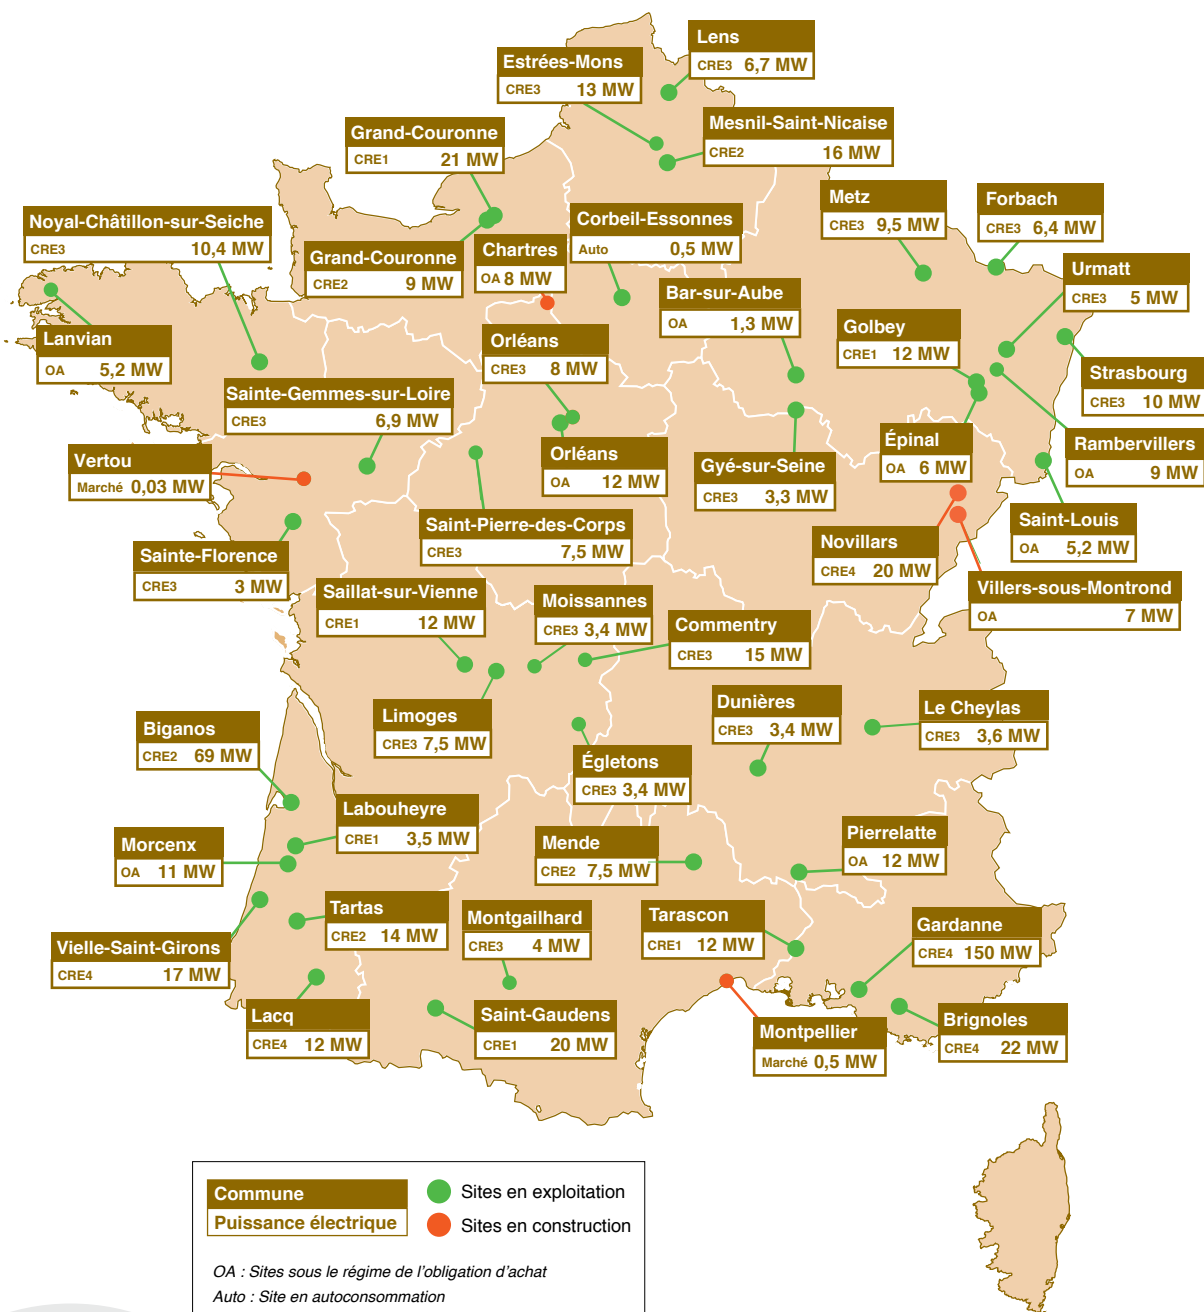 Lens
CRE3 6,7 MW
Estrées-Mons
CRE3 13 MW
Mesnil-Saint-Nicaise
CRE2 16 MW
Grand-Couronne
CRE1 21 MW
Metz
CRE3 9,5 MW
Forbach
CRE3 6,4 MW
Noyal-Châtillon-sur-Seiche
CRE3 10,4 MW
Corbeil-Essonnes
Auto 0,5 MW
Grand-Couronne
CRE2 9 MW
Chartres
OA 8 MW
Urmatt
CRE3 5 MW
Bar-sur-Aube
OA 1,3 MW
Golbey
CRE1 12 MW
Lanvian
OA 5,2 MW
Orléans
CRE3 8 MW
Strasbourg
CRE3 10 MW
Sainte-Gemmes-sur-Loire
CRE3 6,9 MW
Épinal
OA 6 MW
Rambervillers
OA 9 MW
Vertou
Marché 0,03 MW
Orléans
OA 12 MW
Gyé-sur-Seine
CRE3 3,3 MW
Saint-Pierre-des-Corps
CRE3 7,5 MW
Saint-Louis
OA 5,2 MW
Sainte-Florence
CRE3 3 MW
Novillars
CRE4 20 MW
Villers-sous-Montrond
OA 7 MW
Saillat-sur-Vienne
CRE1 12 MW
Moissannes
CRE3 3,4 MW
Commentry
CRE3 15 MW
Limoges
CRE3 7,5 MW
Dunières
CRE3 3,4 MW
Le Cheylas
CRE3 3,6 MW
Biganos
CRE2 69 MW
Égletons
CRE3 3,4 MW
Labouheyre
CRE1 3,5 MW
Morcenx
OA 11 MW
Mende
CRE2 7,5 MW
Pierrelatte
OA 12 MW
Tartas
CRE2 14 MW
Montgailhard
CRE3 4 MW
Tarascon
CRE1 12 MW
Gardanne
CRE4 150 MW
Vielle-Saint-Girons
CRE4 17 MW
Lacq
CRE4 12 MW
Saint-Gaudens
CRE1 20 MW
Montpellier
Marché 0,5 MW
Brignoles
CRE4 22 MW
Commune
Puissance électrique
Sites en exploitation
Sites en construction
OA : Sites sous le régime de l'obligation d'achat
Auto : Site en autoconsommation